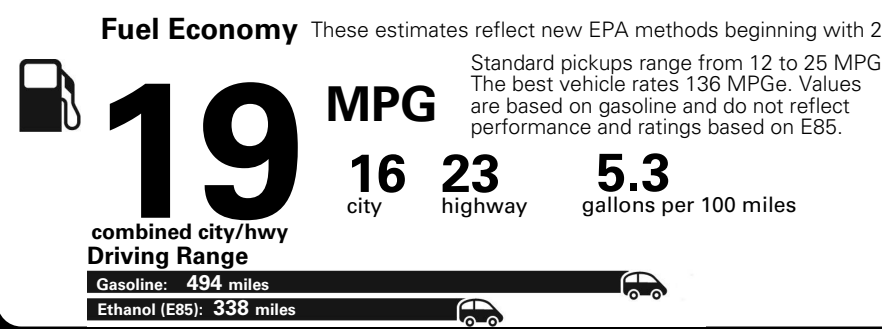 Fuel Economy These estimates reflect new EPA methods beginning with 2
Standard pickups range from 12 to 25 MPG
The best vehicle rates 136 MPGe. Values
are based on gasoline and do not reflect
performance and ratings based on E85.
19 MPG
16 city
23 highway
5.3 gallons per 100 miles
combined city/hwy
Driving Range
Gasoline: 494 miles
Ethanol (E85): 338 miles